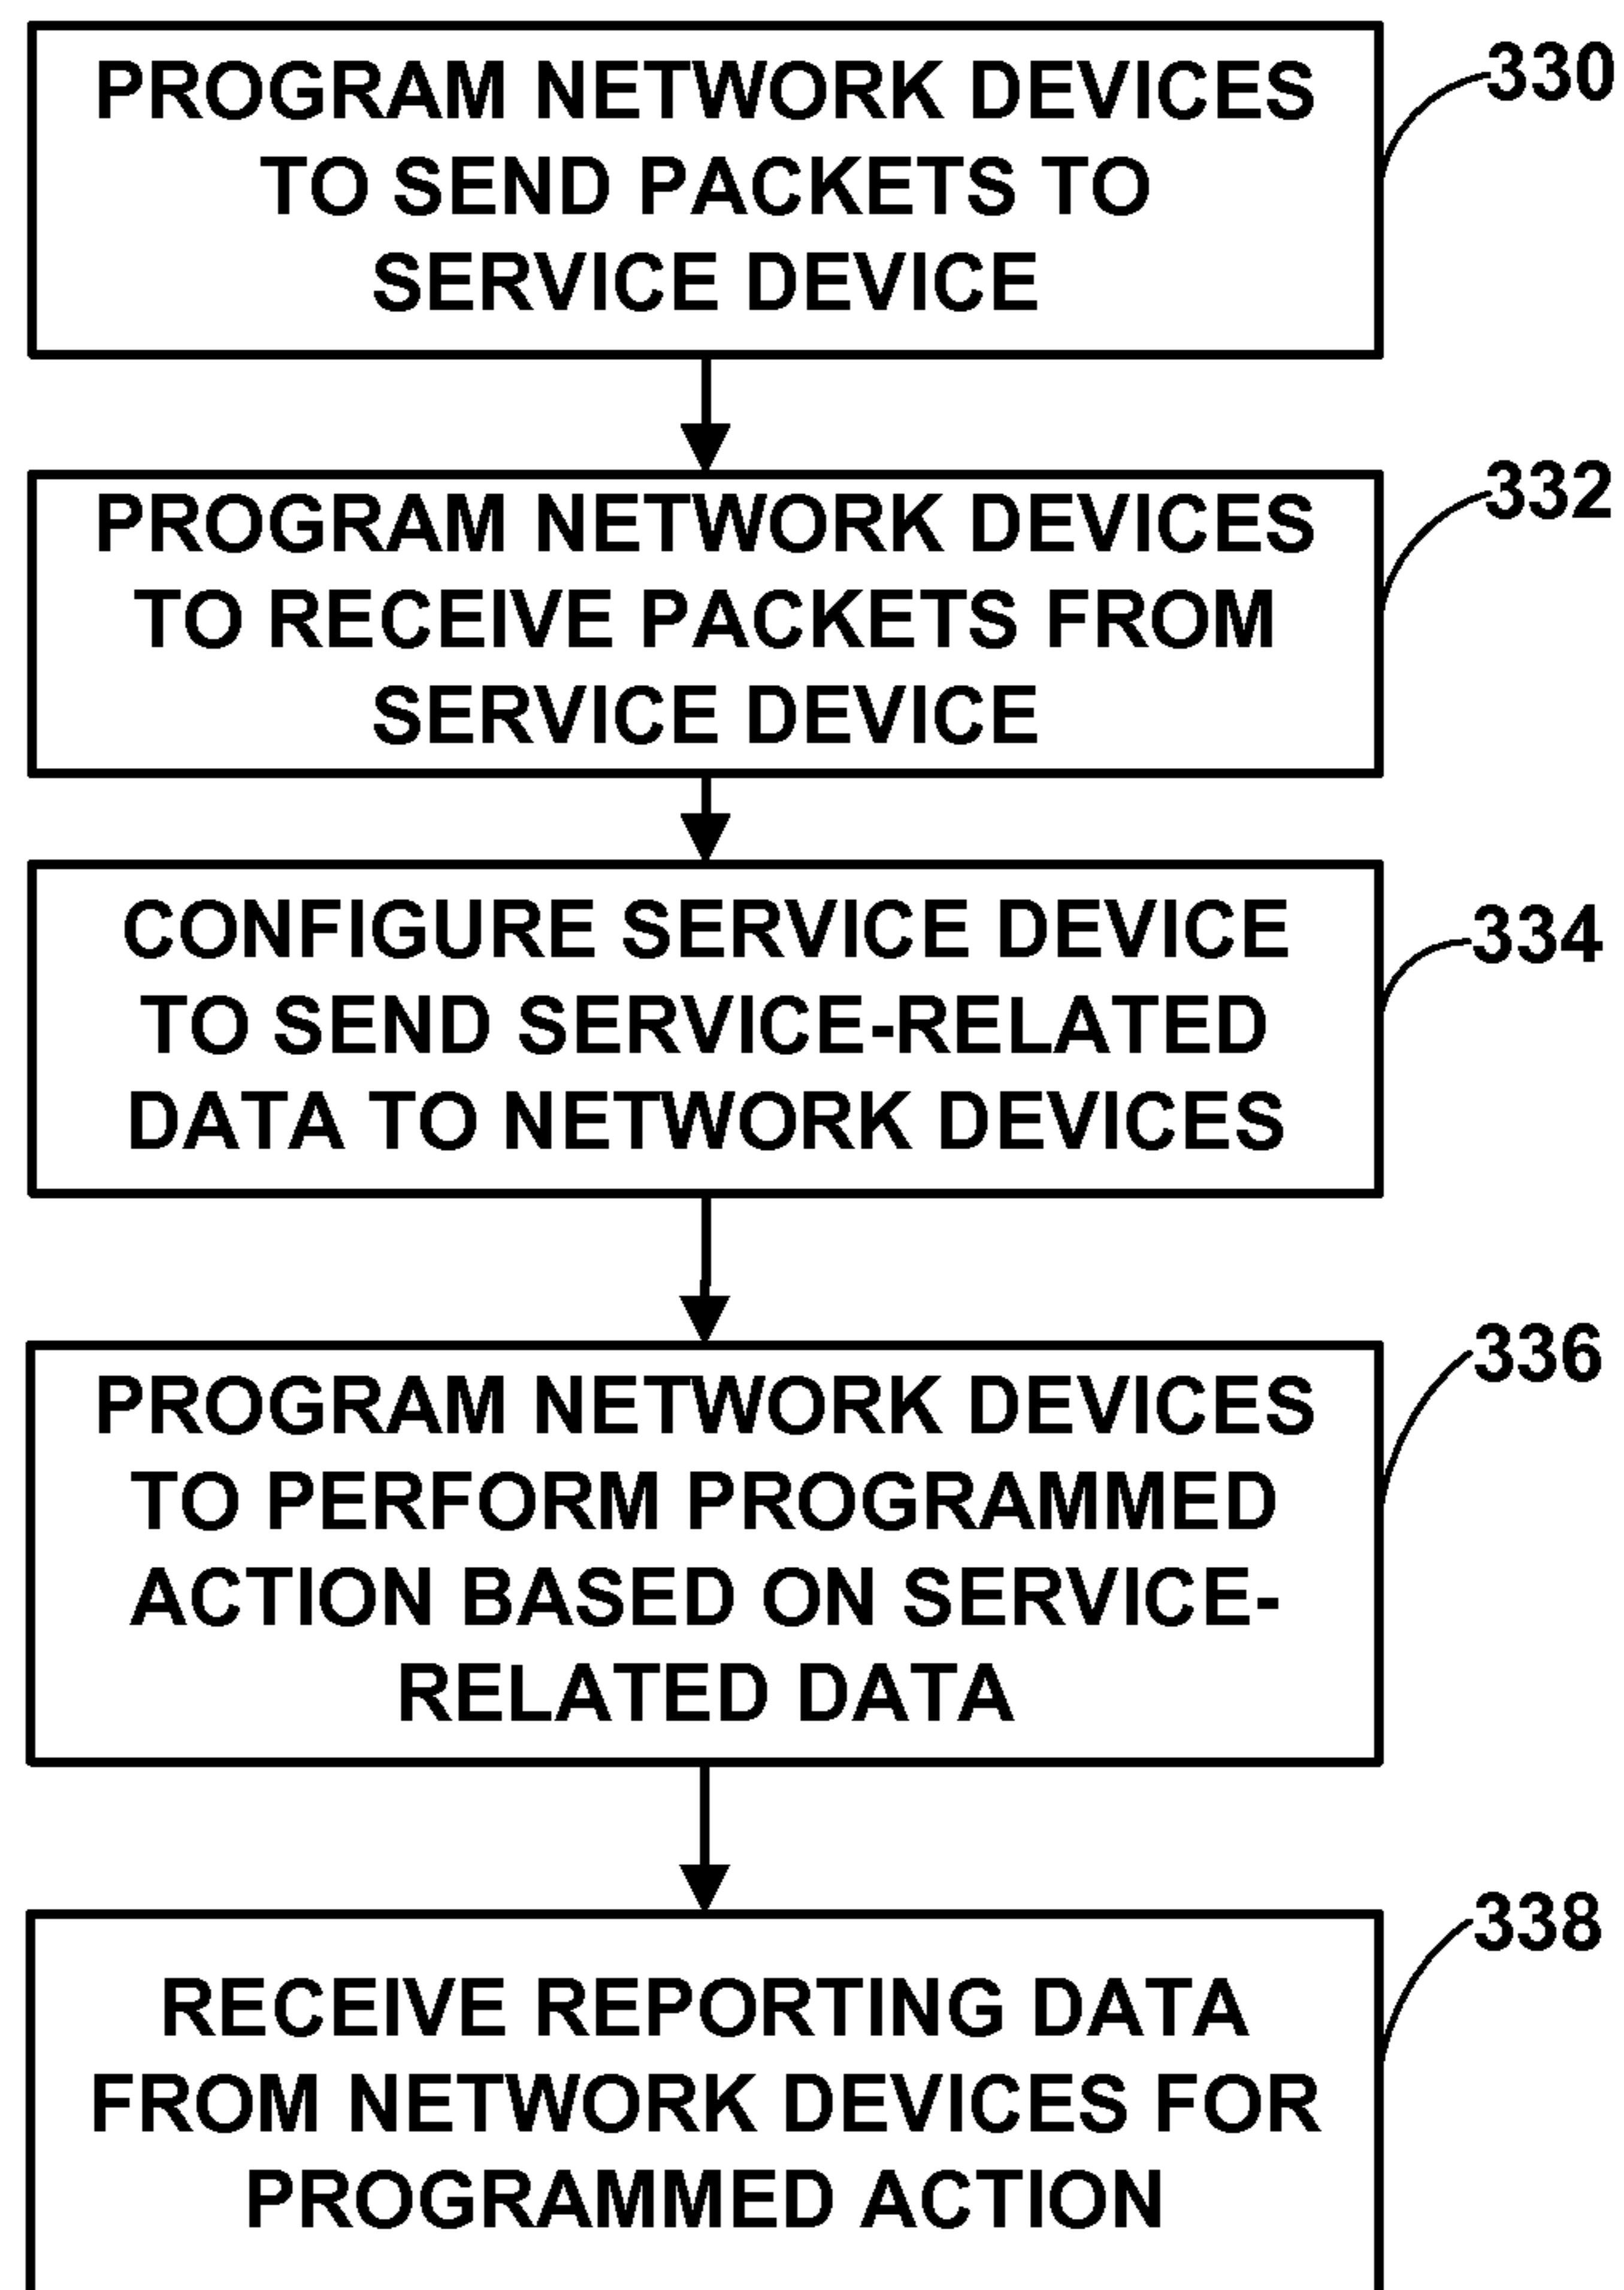 PROGRAM NETWORK DEVICES
TO SEND PACKETS TO
SERVICE DEVICE
330
PROGRAM NETWORK DEVICES
TO RECEIVE PACKETS FROM
SERVICE DEVICE
332
CONFIGURE SERVICE DEVICE
TO SEND SERVICE-RELATED
DATA TO NETWORK DEVICES
334
PROGRAM NETWORK DEVICES
TO PERFORM PROGRAMMED
ACTION BASED ON SERVICE-
RELATED DATA
336
RECEIVE REPORTING DATA
FROM NETWORK DEVICES FOR
PROGRAMMED ACTION
338